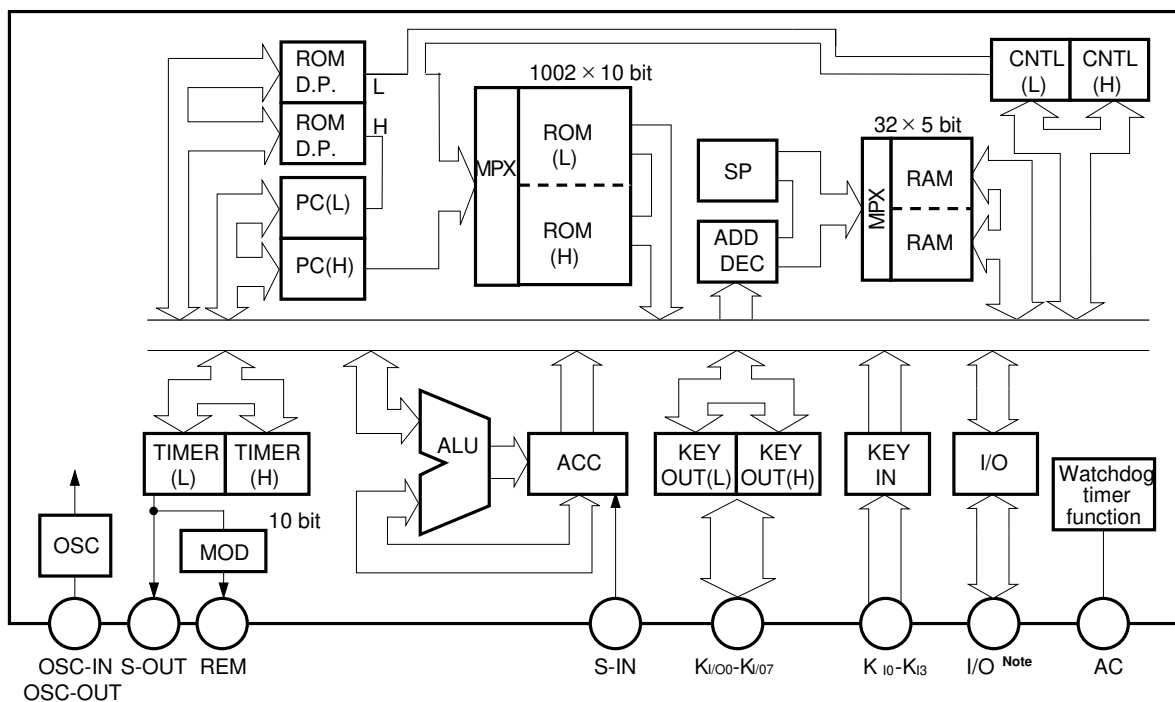 ROM
D.P.
L
H
ROM
D.P.
PC(L)
PC(H)
1002 × 10 bit
MPX
ROM
(L)
ROM
(H)
SP
ADD
DEC
32 × 5 bit
MPX
RAM
RAM
CNTL
(L)
CNTL
(H)
TIMER
(L)
TIMER
(H)
10 bit
MOD
OSC
ALU
ACC
KEY
OUT(L)
KEY
OUT(H)
KEY
IN
I/O
Watchdog
timer
function
OSC-IN
OSC-OUT
S-OUT
REM
S-IN
KI/O0-KI/07
K I0-KI3
I/O Note
AC